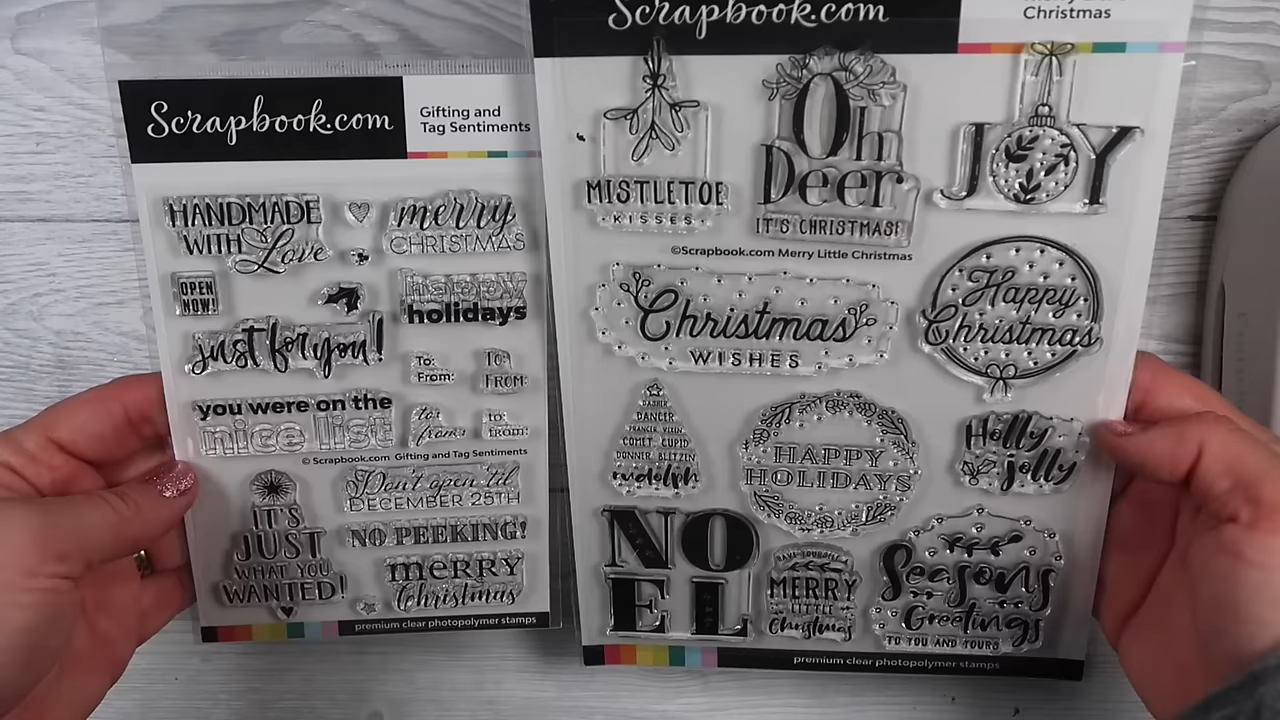 Scrapbook.com
Gifting and
Tag Sentiments
HANDMADE
WITH Love
merry
CHRISTMAS
OPEN
NOW!
happy
holidays
just for you!
To:
From:
To:
FROM:
you were on the
nice list
to:
from:
to:
from:
© Scrapbook.com Gifting and Tag Sentiments
IT'S
JUST
WHAT YOU
WANTED!
Don't open 'til
DECEMBER 25TH
NO PEEKING!
merry
Christmas
premium clear photopolymer stamps
Scrapbook.com
Christmas
MISTLETOE
KISSES
Oh
Deer
IT'S CHRISTMAS!
JOY
©Scrapbook.com Merry Little Christmas
Christmas
WISHES
Happy
Christmas
DASHER
DANCER
PRANCER VIXEN
COMET CUPID
DONNER BLITZEN
rudolph
HAPPY
HOLIDAYS
Holly
jolly
NO
EL
HAVE YOURSELF A
MERRY
LITTLE
Christmas
Seasons
Greetings
TO YOU AND YOURS
premium clear photopolymer stamps